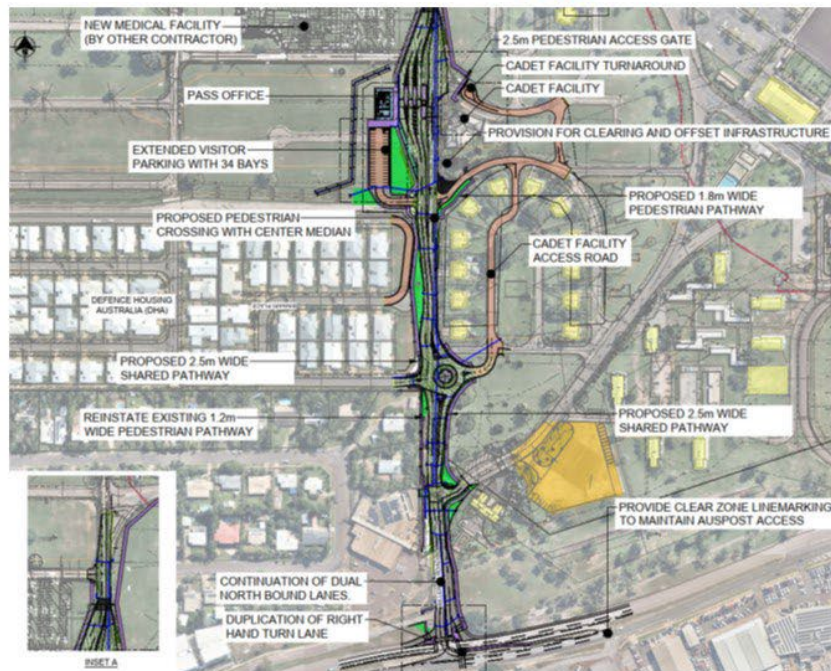 NEW MEDICAL FACILITY
(BY OTHER CONTRACTOR)
2.5m PEDESTRIAN ACCESS GATE
CADET FACILITY TURNAROUND
PASS OFFICE
CADET FACILITY
PROVISION FOR CLEARING AND OFFSET INFRASTRUCTURE
EXTENDED VISITOR
PARKING WITH 34 BAYS
PROPOSED 1.8m WIDE
PEDESTRIAN PATHWAY
PROPOSED PEDESTRIAN
CROSSING WITH CENTER MEDIAN
CADET FACILITY
ACCESS ROAD
DEFENCE HOUSING
AUSTRALIA (DHA)
PROPOSED 2.5m WIDE
SHARED PATHWAY
REINSTATE EXISTING 1.2m
WIDE PEDESTRIAN PATHWAY
PROPOSED 2.5m WIDE
SHARED PATHWAY
PROVIDE CLEAR ZONE LINEMARKING
TO MAINTAIN AUSPOST ACCESS
CONTINUATION OF DUAL
NORTH BOUND LANES.
DUPLICATION OF RIGHT
HAND TURN LANE
INSET A